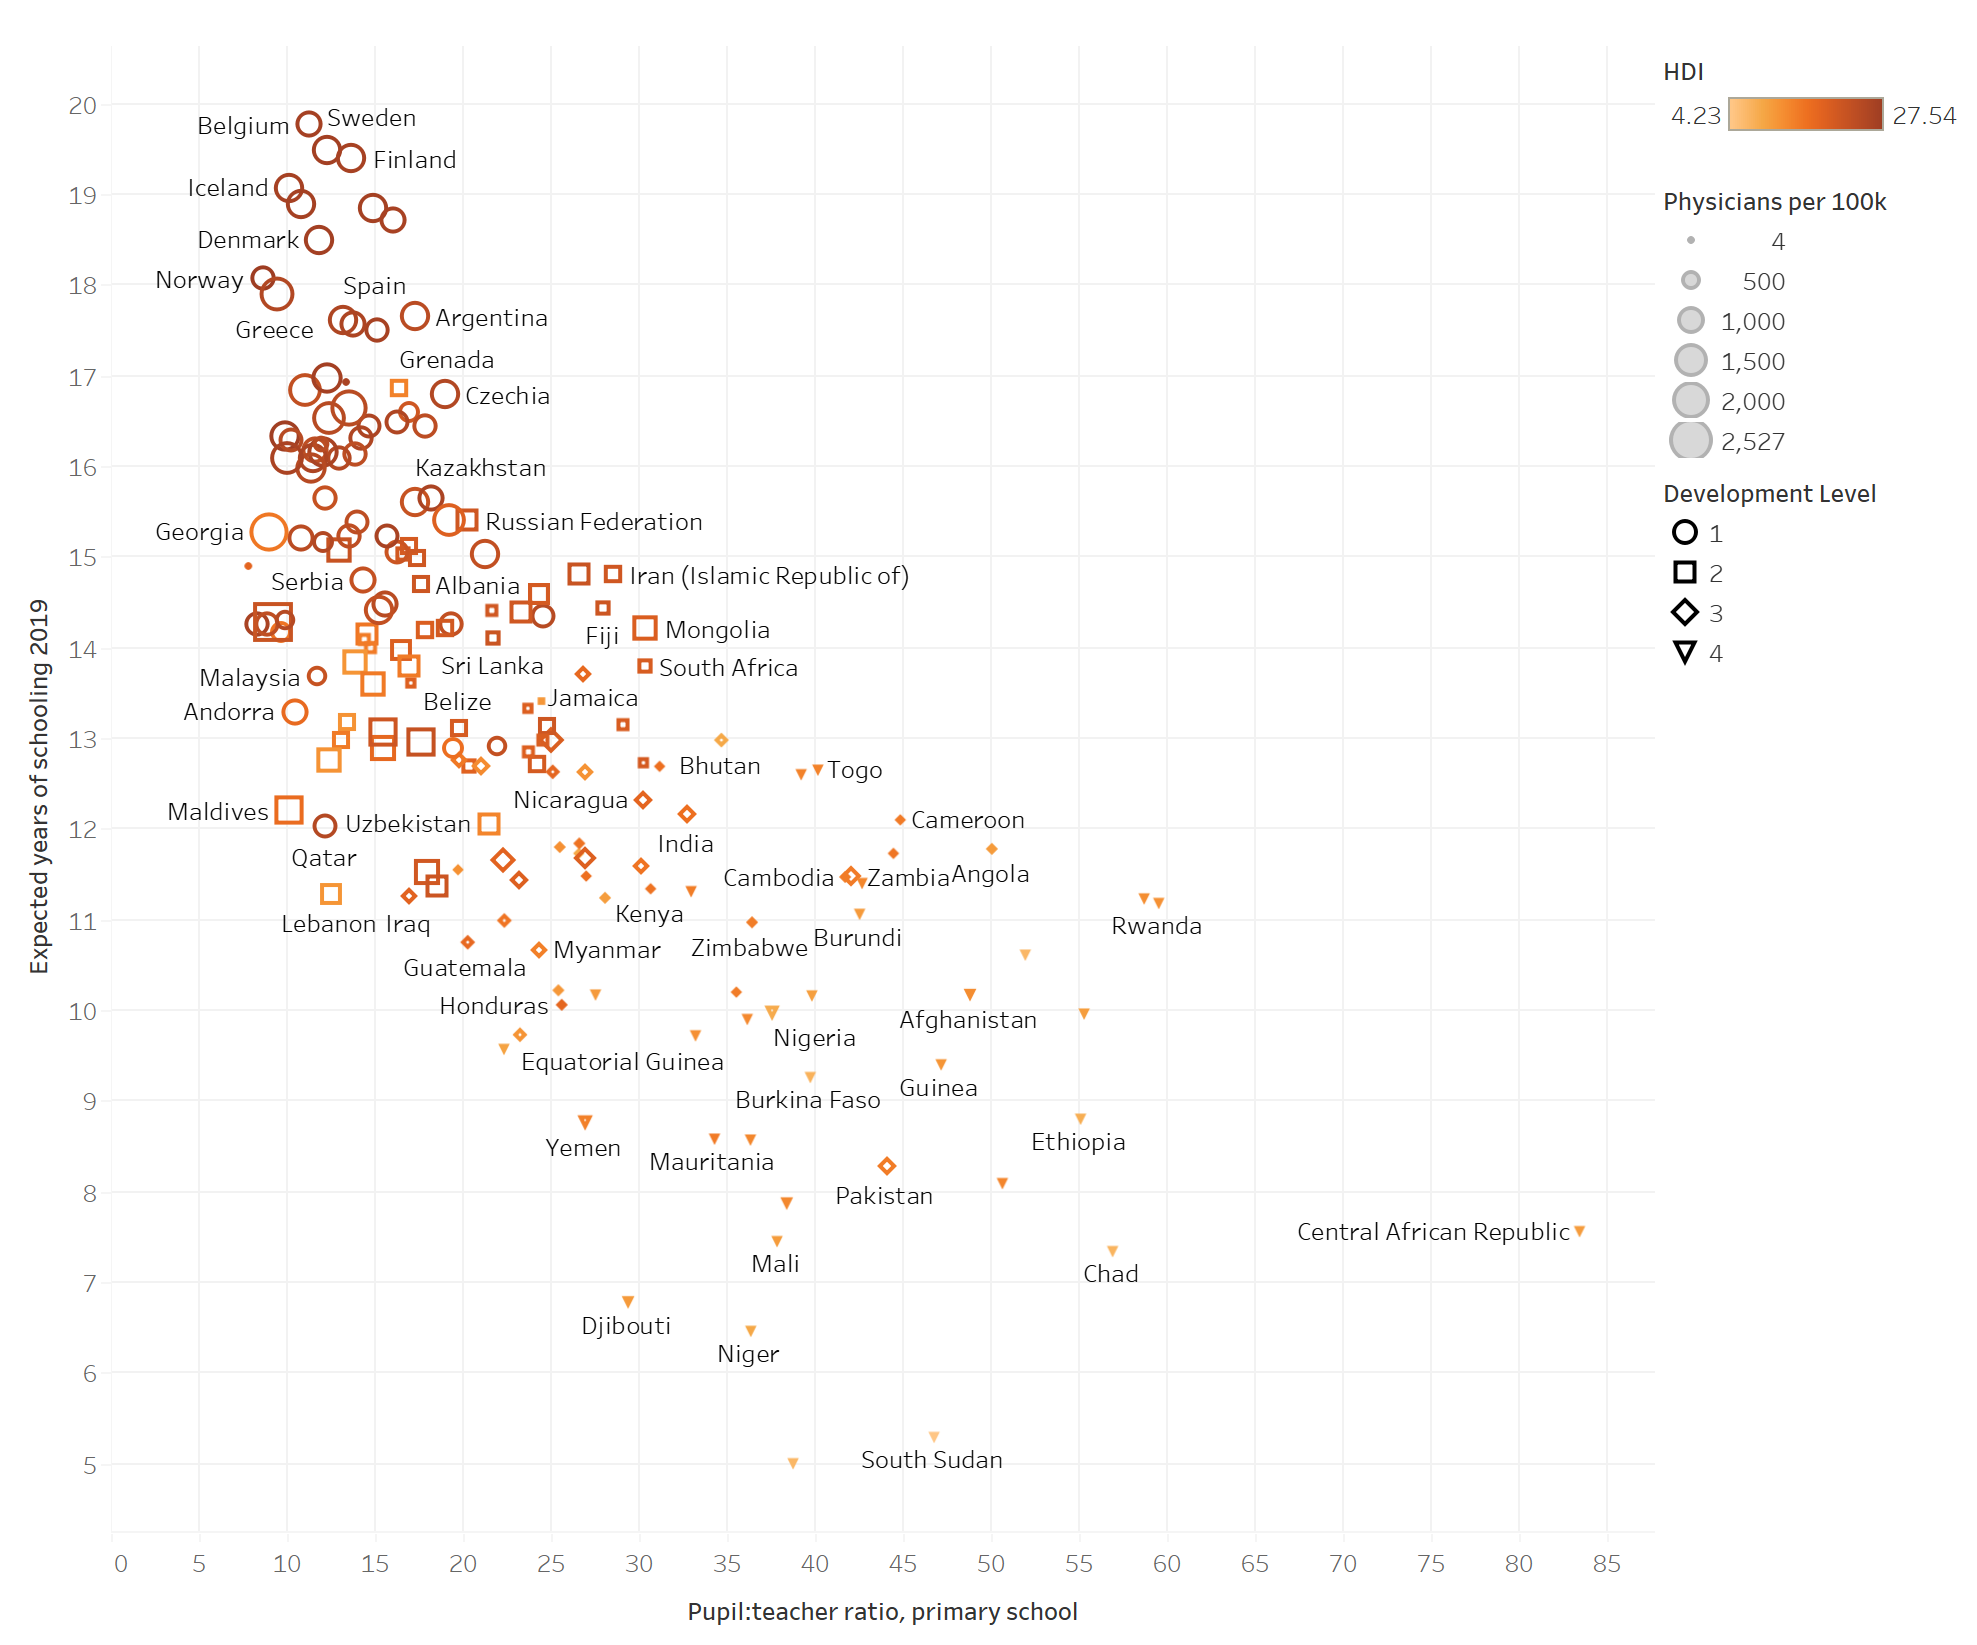 20
19
18
17
16
15
14
13
12
11
10
9
8
7
6
5
Expected years of schooling 2019
Belgium
Sweden
Finland
Iceland
Denmark
Norway
Spain
Greece
Argentina
Grenada
Czechia
Kazakhstan
Georgia
Russian Federation
Serbia
Albania
Iran (Islamic Republic of)
Fiji
Mongolia
Malaysia
Sri Lanka
South Africa
Andorra
Belize
Jamaica
Bhutan
Togo
Nicaragua
Maldives
Uzbekistan
Cameroon
Qatar
India
Cambodia
Zambia
Angola
Lebanon
Iraq
Kenya
Rwanda
Zimbabwe
Burundi
Guatemala
Myanmar
Honduras
Afghanistan
Nigeria
Equatorial Guinea
Guinea
Burkina Faso
Yemen
Mauritania
Ethiopia
Pakistan
Central African Republic
Mali
Chad
Djibouti
Niger
South Sudan
0 5 10 15 20 25 30 35 40 45 50 55 60 65 70 75 80 85
Pupil:teacher ratio, primary school
HDI
4.23 27.54
Physicians per 100k
4
500
1,000
1,500
2,000
2,527
Development Level
1
2
3
4